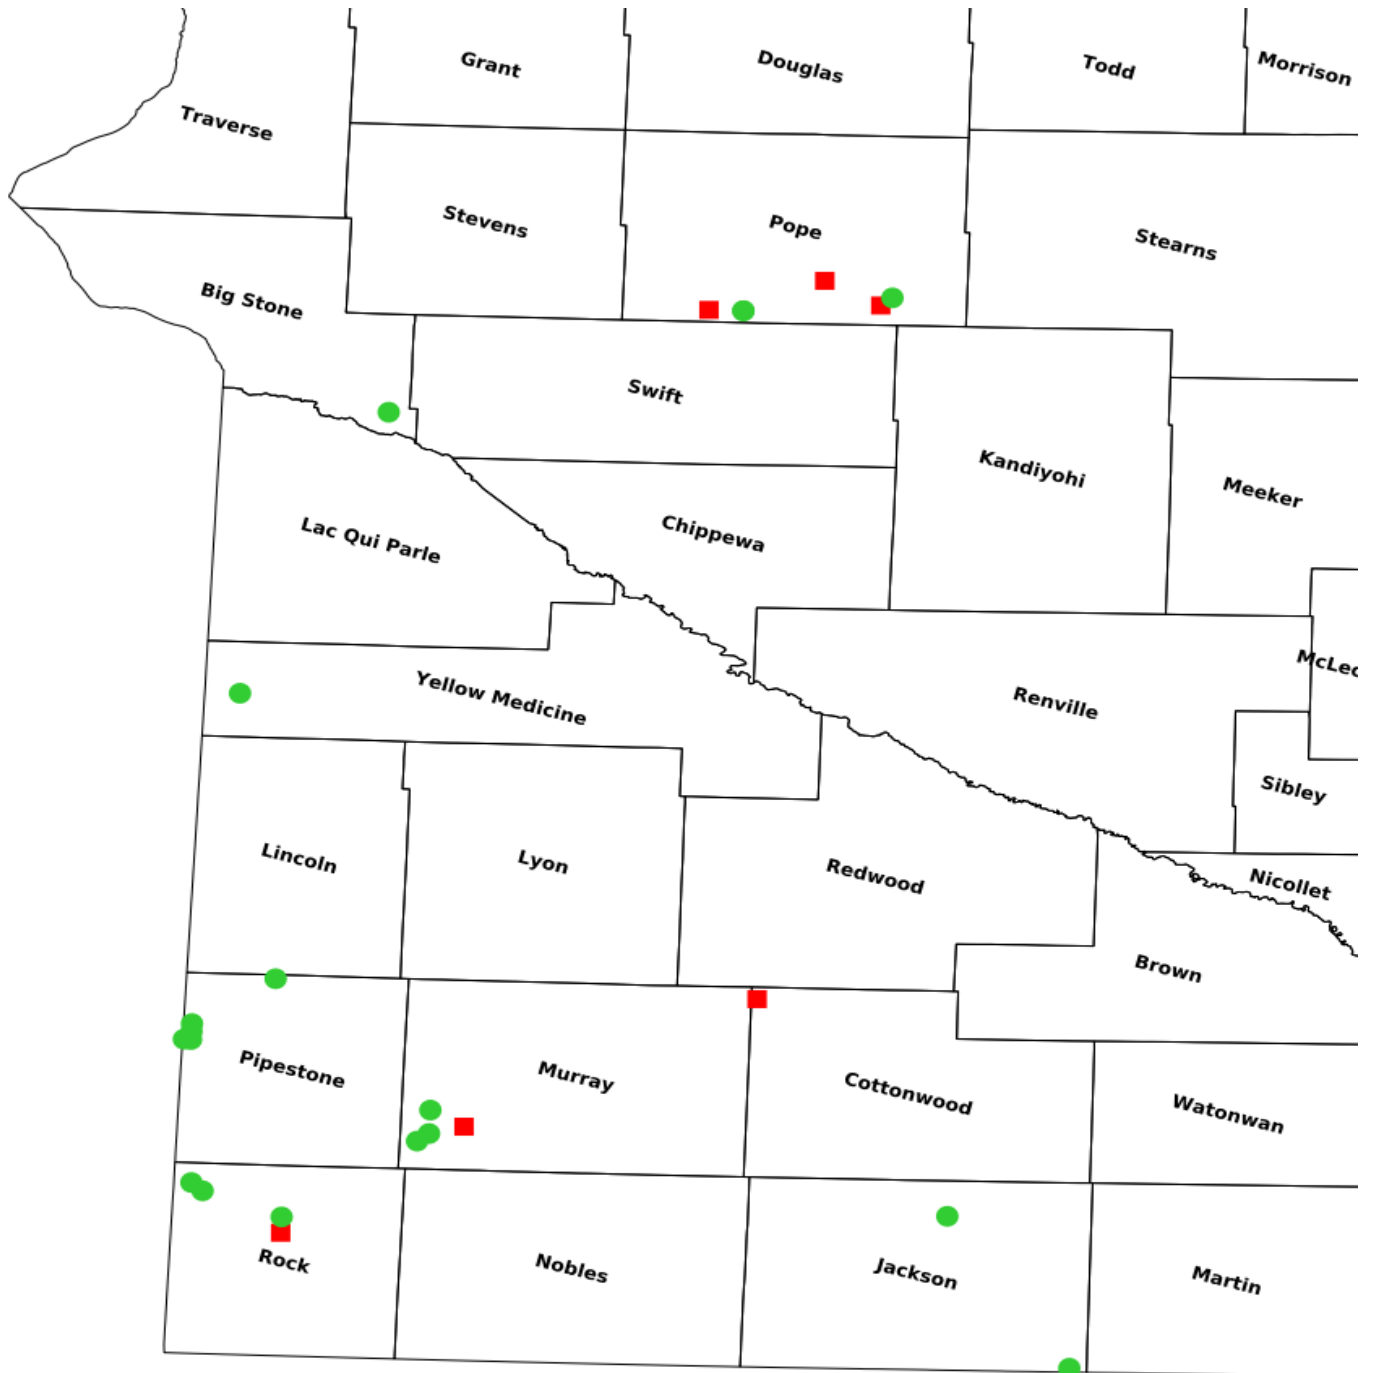 Grant
Douglas
Todd
Morrison
Traverse
Stevens
Pope
Stearns
Big Stone
Swift
Kandiyohi
Meeker
Lac Qui Parle
Chippewa
McLeo
Yellow Medicine
Renville
Sibley
Lincoln
Lyon
Redwood
Nicollet
Brown
Pipestone
Murray
Cottonwood
Watonwan
Rock
Nobles
Jackson
Martin